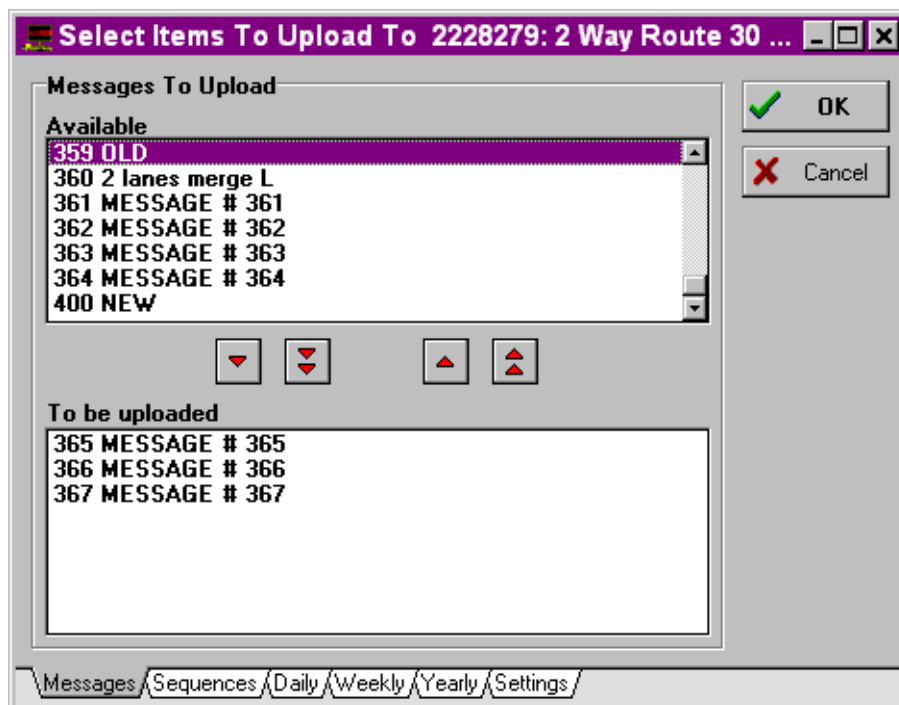 Select Items To Upload To 2228279: 2 Way Route 30 ...
Messages To Upload
Available
359 OLD
360 2 lanes merge L
361 MESSAGE # 361
362 MESSAGE # 362
363 MESSAGE # 363
364 MESSAGE # 364
400 NEW
To be uploaded
365 MESSAGE # 365
366 MESSAGE # 366
367 MESSAGE # 367
OK
Cancel
Messages Sequences Daily Weekly Yearly Settings